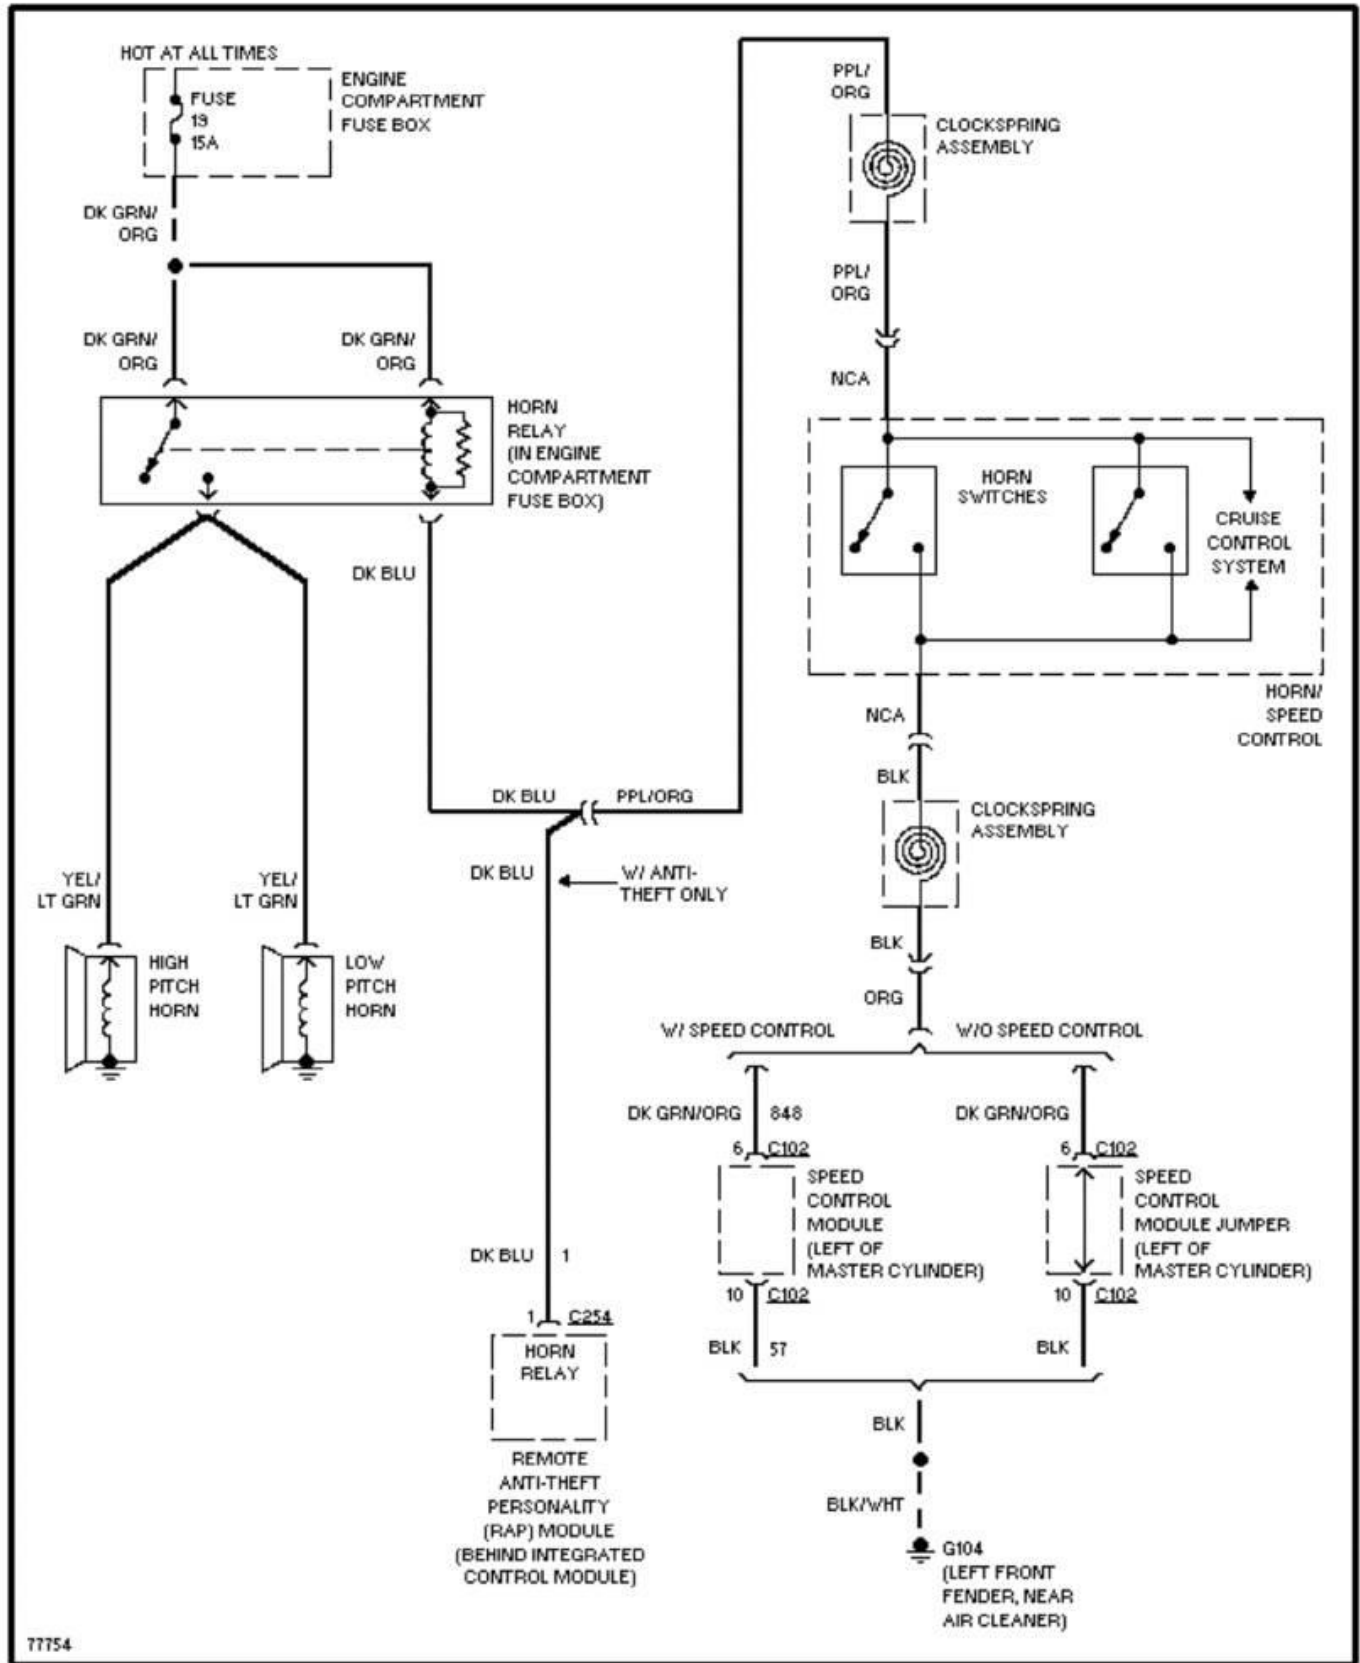 HOT AT ALL TIMES
FUSE
19
15A
ENGINE
COMPARTMENT
FUSE BOX
DK GRN/
ORG
DK GRN/
ORG
DK GRN/
ORG
HORN
RELAY
(IN ENGINE
COMPARTMENT
FUSE BOX)
DK BLU
YEL/
LT GRN
YEL/
LT GRN
HIGH
PITCH
HORN
LOW
PITCH
HORN
DK BLU
PPL/ORG
DK BLU
W/ ANTI-
THEFT ONLY
DK BLU
1
1
C254
HORN
RELAY
REMOTE
ANTI-THEFT
PERSONALITY
(RAP) MODULE
(BEHIND INTEGRATED
CONTROL MODULE)
PPL/
ORG
CLOCKSPRING
ASSEMBLY
PPL/
ORG
NCA
HORN
SWITCHES
CRUISE
CONTROL
SYSTEM
HORN/
SPEED
CONTROL
NCA
BLK
CLOCKSPRING
ASSEMBLY
BLK
ORG
W/ SPEED CONTROL
W/O SPEED CONTROL
DK GRN/ORG
848
6
C102
SPEED
CONTROL
MODULE
(LEFT OF
MASTER CYLINDER)
10
C102
BLK
57
DK GRN/ORG
6
C102
SPEED
CONTROL
MODULE JUMPER
(LEFT OF
MASTER CYLINDER)
10
C102
BLK
BLK
BLK/WHT
G104
(LEFT FRONT
FENDER, NEAR
AIR CLEANER)
77754